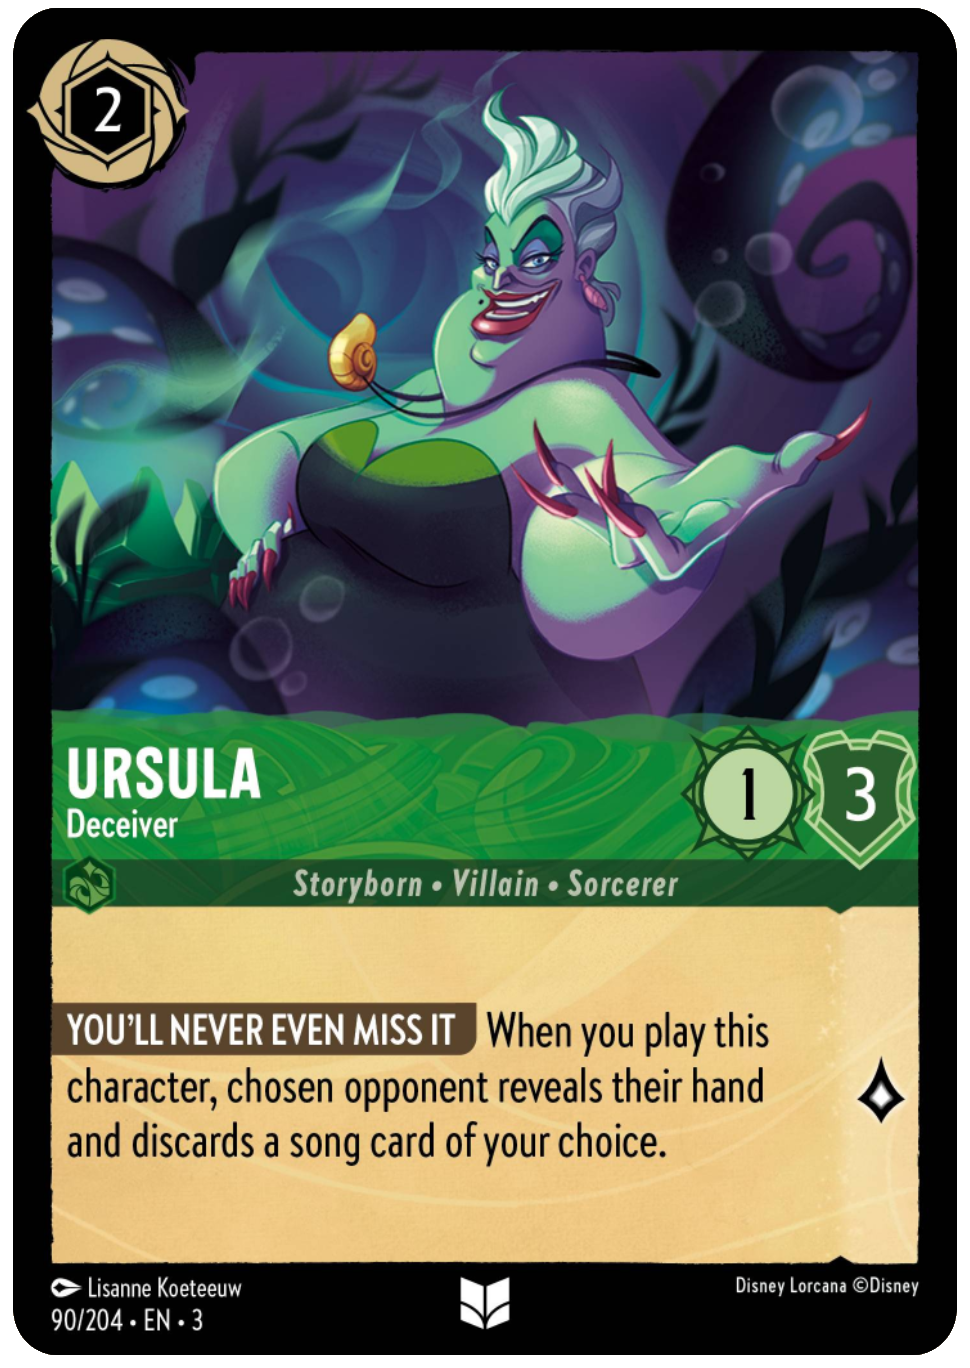 2
URSULA
Deceiver
1
3
Storyborn • Villain • Sorcerer
YOU'LL NEVER EVEN MISS IT When you play this
character, chosen opponent reveals their hand
and discards a song card of your choice.
Lisanne Koeteeuw
Disney Lorcana ©Disney
90/204 • EN • 3